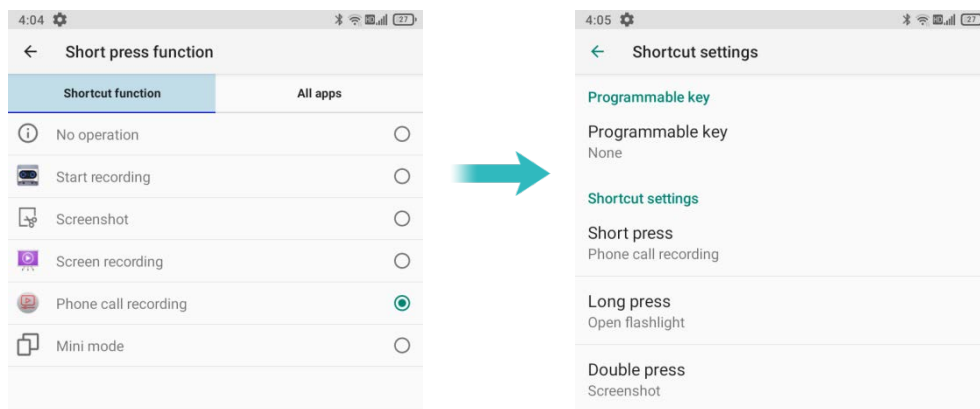 4:04
27
Short press function
Shortcut function
All apps
No operation
Start recording
Screenshot
Screen recording
Phone call recording
Mini mode
4:05
27
Shortcut settings
Programmable key
Programmable key
None
Shortcut settings
Short press
Phone call recording
Long press
Open flashlight
Double press
Screenshot